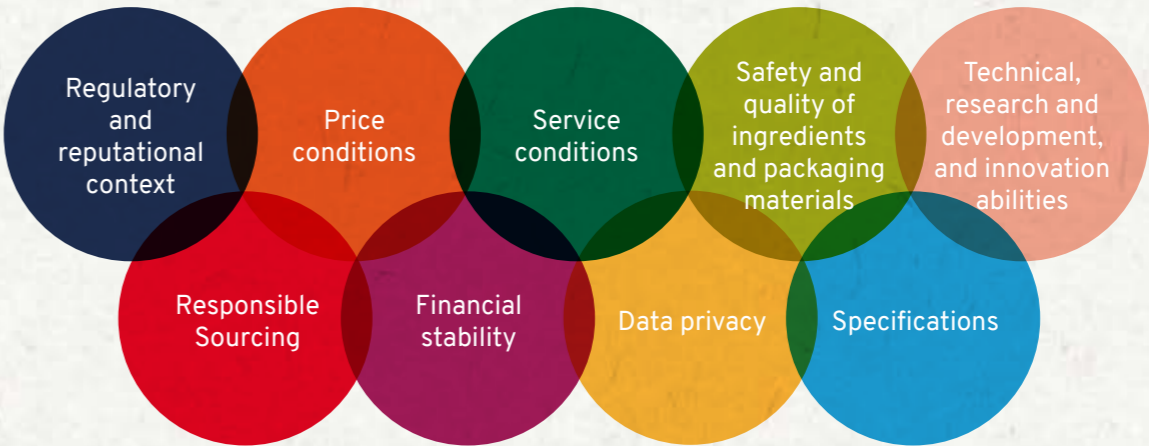 Regulatory
and
reputational
context
Price
conditions
Service
conditions
Safety and
quality of
ingredients
and packaging
materials
Technical,
research and
development,
and innovation
abilities
Responsible
Sourcing
Financial
stability
Data privacy
Specifications